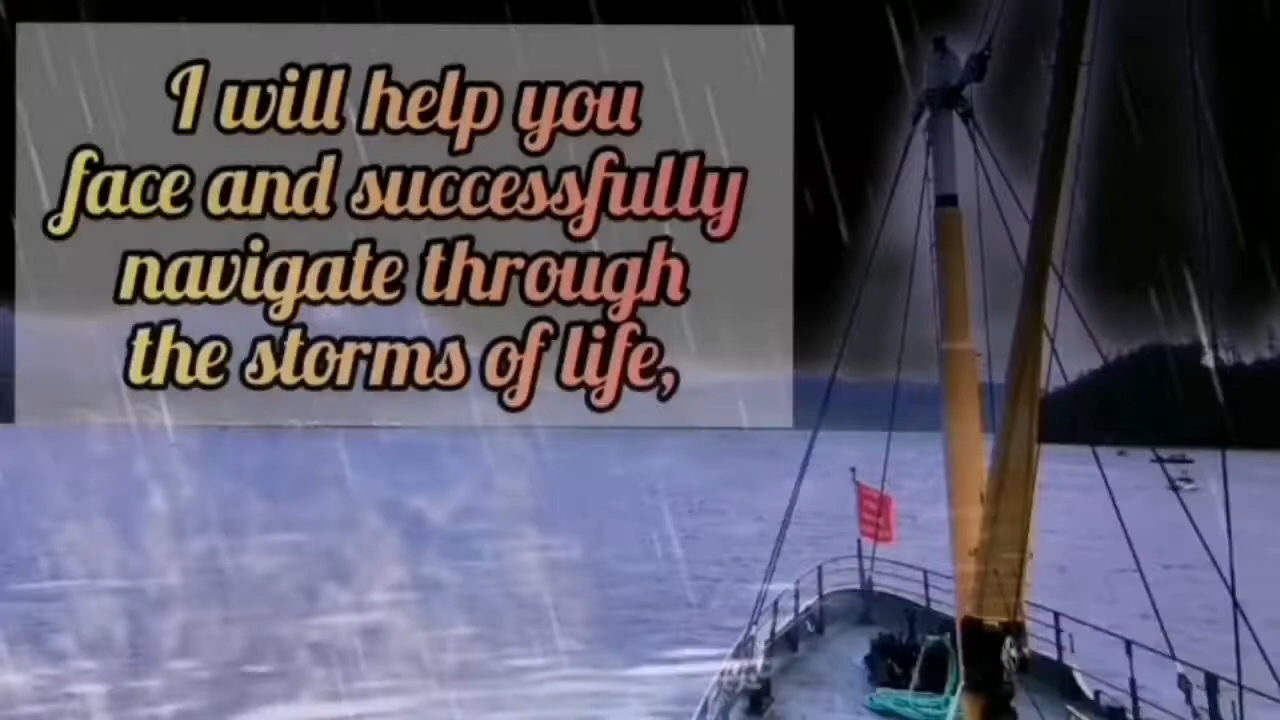 I will help you
face and successfully
navigate through
the storms of life,